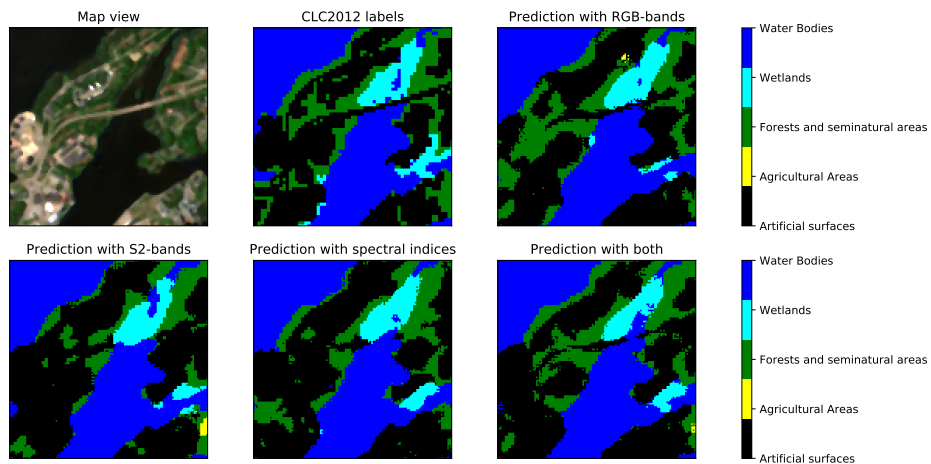 Map view
CLC2012 labels
Prediction with RGB-bands
Water Bodies
Wetlands
Forests and seminatural areas
Agricultural Areas
Artificial surfaces
Prediction with S2-bands
Prediction with spectral indices
Prediction with both
Water Bodies
Wetlands
Forests and seminatural areas
Agricultural Areas
Artificial surfaces